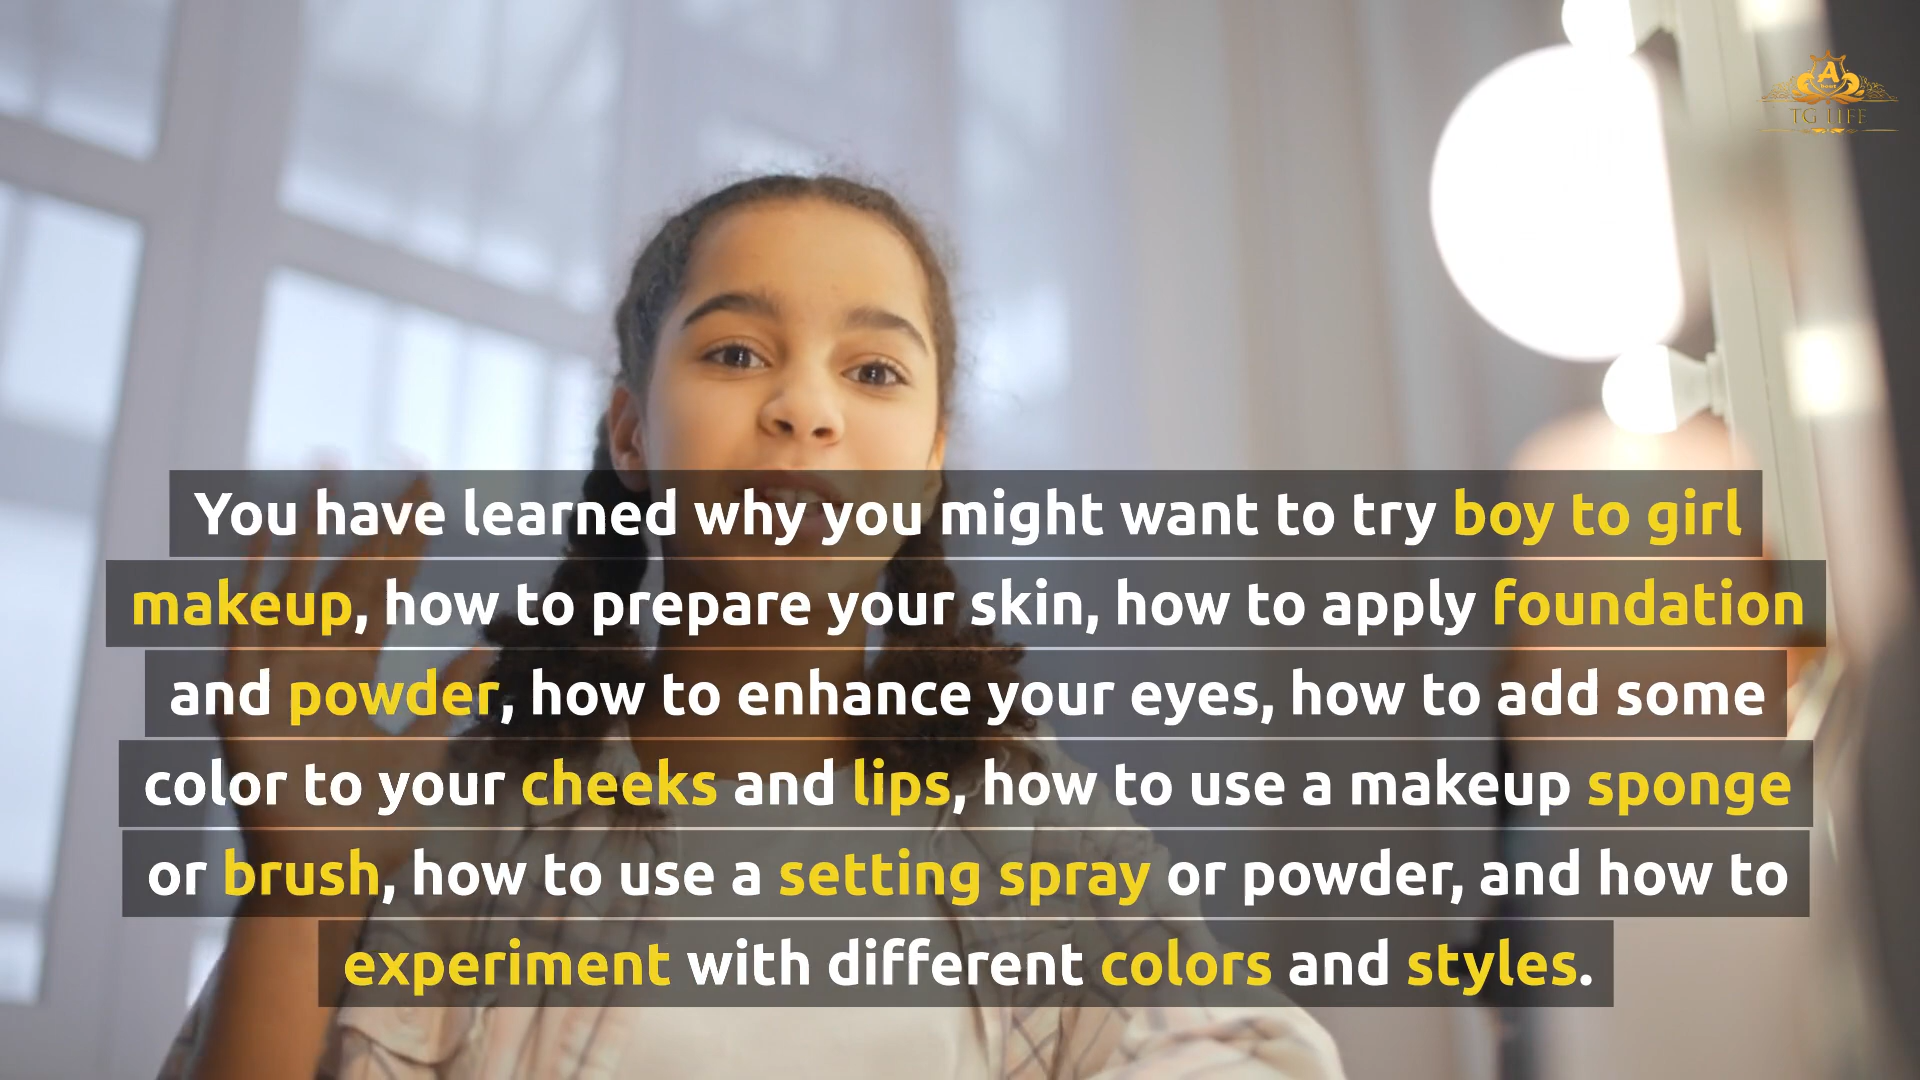 A
TG LIFE
You have learned why you might want to try boy to girl
makeup, how to prepare your skin, how to apply foundation
and powder, how to enhance your eyes, how to add some
color to your cheeks and lips, how to use a makeup sponge
or brush, how to use a setting spray or powder, and how to
experiment with different colors and styles.